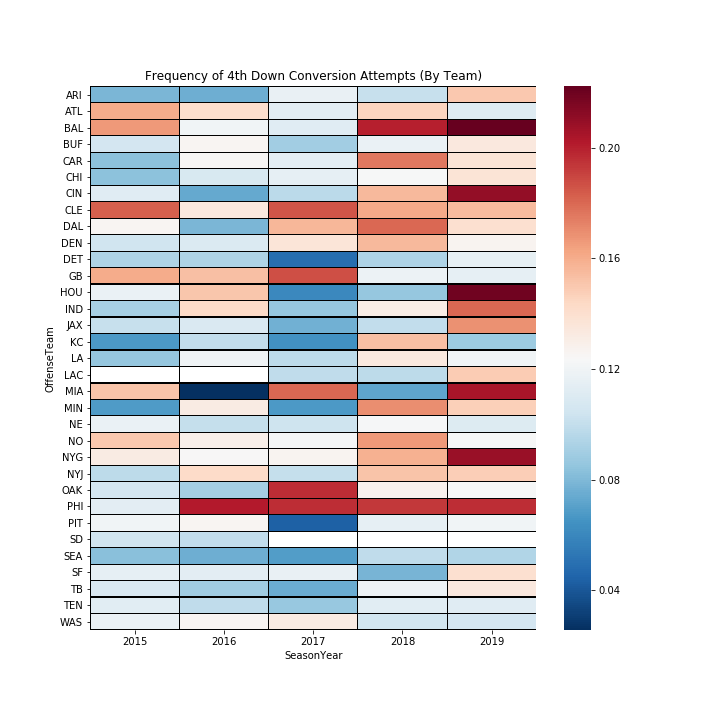 Frequency of 4th Down Conversion Attempts (By Team)
OffenseTeam
ARI
ATL
BAL
BUF
CAR
CHI
CIN
CLE
DAL
DEN
DET
GB
HOU
IND
JAX
KC
LA
LAC
MIA
MIN
NE
NO
NYG
NYJ
OAK
PHI
PIT
SD
SEA
SF
TB
TEN
WAS
2015 2016 2017 2018 2019
SeasonYear
0.20
0.16
0.12
0.08
0.04